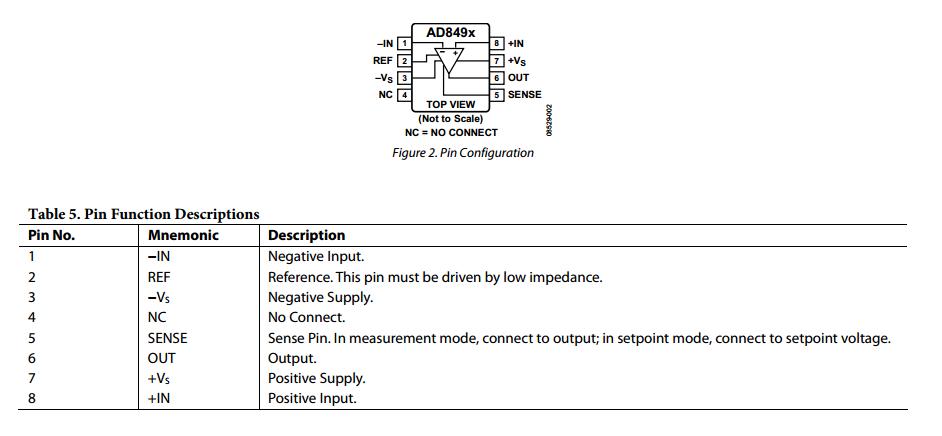 AD849x
–IN 1 8 +IN
REF 2 7 +VS
–VS 3 6 OUT
NC 4 5 SENSE
– +
TOP VIEW
(Not to Scale)
NC = NO CONNECT
08529-002
Figure 2. Pin Configuration
Table 5. Pin Function Descriptions
Pin No. Mnemonic Description
1 −IN Negative Input.
2 REF Reference. This pin must be driven by low impedance.
3 −VS Negative Supply.
4 NC No Connect.
5 SENSE Sense Pin. In measurement mode, connect to output; in setpoint mode, connect to setpoint voltage.
6 OUT Output.
7 +VS Positive Supply.
8 +IN Positive Input.